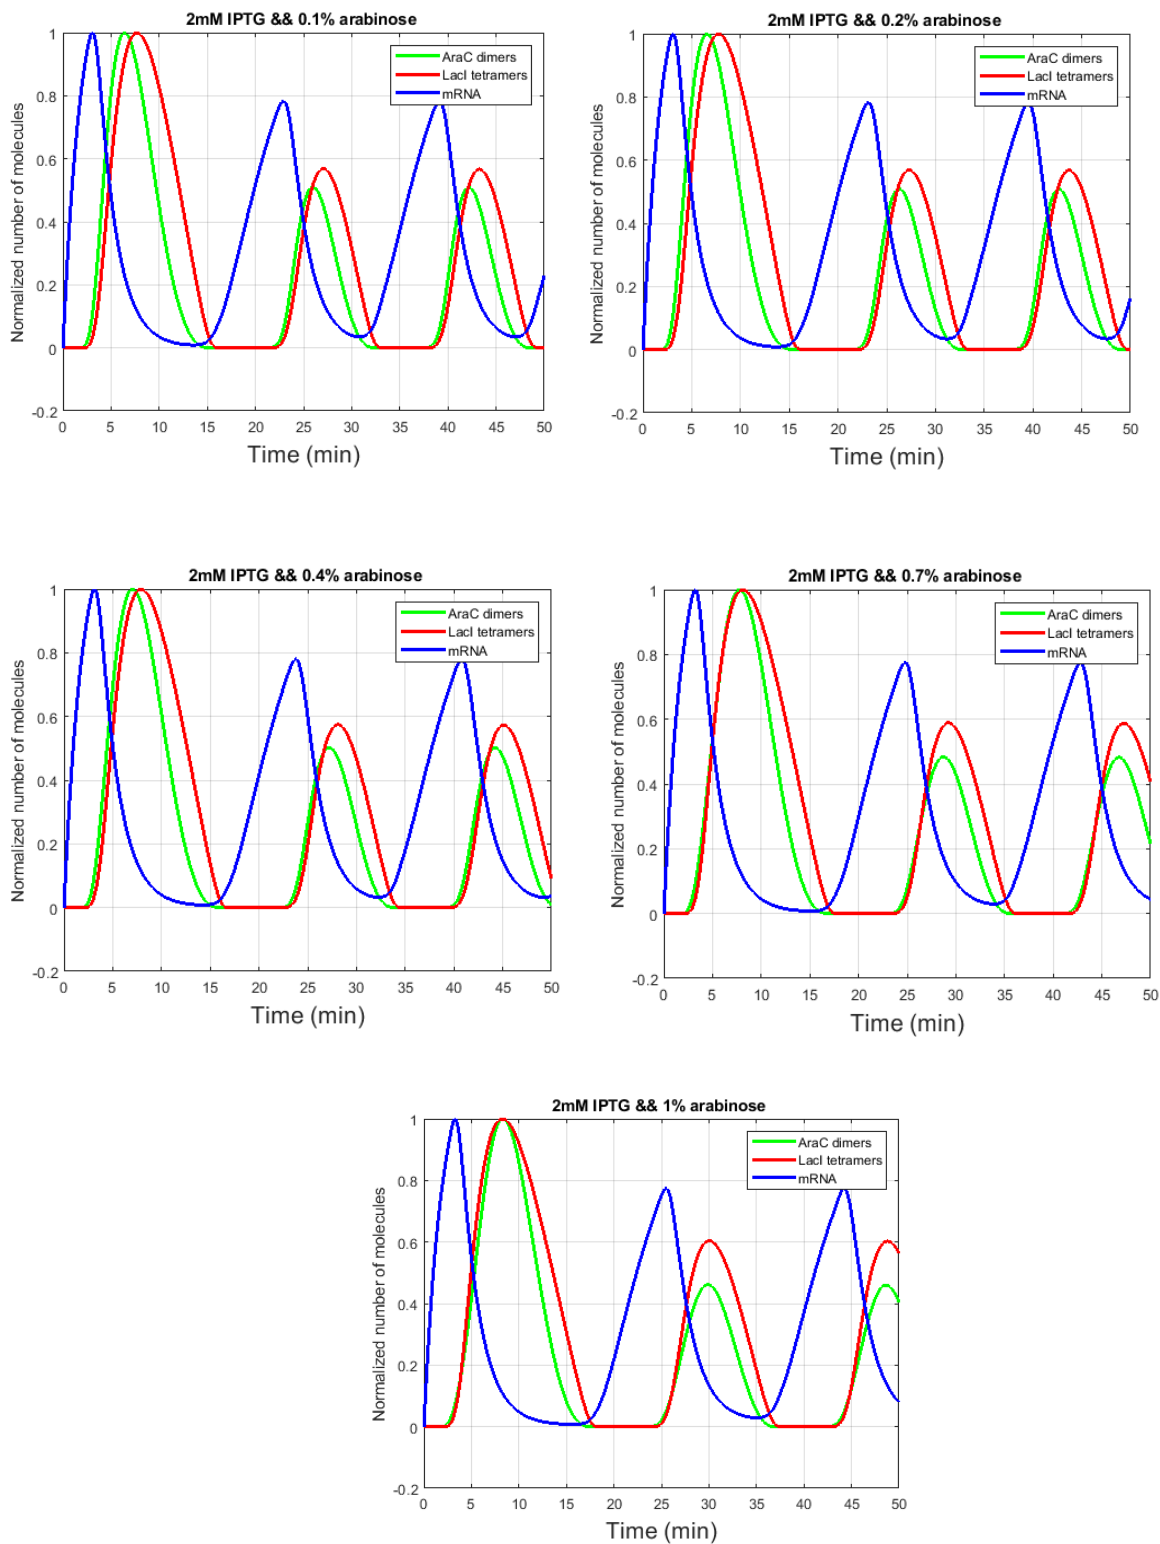 2mM IPTG && 0.1% arabinose
Normalized number of molecules
1
0.8
0.6
0.4
0.2
0
-0.2
AraC dimers
LacI tetramers
mRNA
0 5 10 15 20 25 30 35 40 45 50
Time (min)
2mM IPTG && 0.2% arabinose
Normalized number of molecules
1
0.8
0.6
0.4
0.2
0
-0.2
AraC dimers
LacI tetramers
mRNA
0 5 10 15 20 25 30 35 40 45 50
Time (min)
2mM IPTG && 0.4% arabinose
Normalized number of molecules
1
0.8
0.6
0.4
0.2
0
-0.2
AraC dimers
LacI tetramers
mRNA
0 5 10 15 20 25 30 35 40 45 50
Time (min)
2mM IPTG && 0.7% arabinose
Normalized number of molecules
1
0.8
0.6
0.4
0.2
0
-0.2
AraC dimers
LacI tetramers
mRNA
0 5 10 15 20 25 30 35 40 45 50
Time (min)
2mM IPTG && 1% arabinose
Normalized number of molecules
1
0.8
0.6
0.4
0.2
0
-0.2
AraC dimers
LacI tetramers
mRNA
0 5 10 15 20 25 30 35 40 45 50
Time (min)